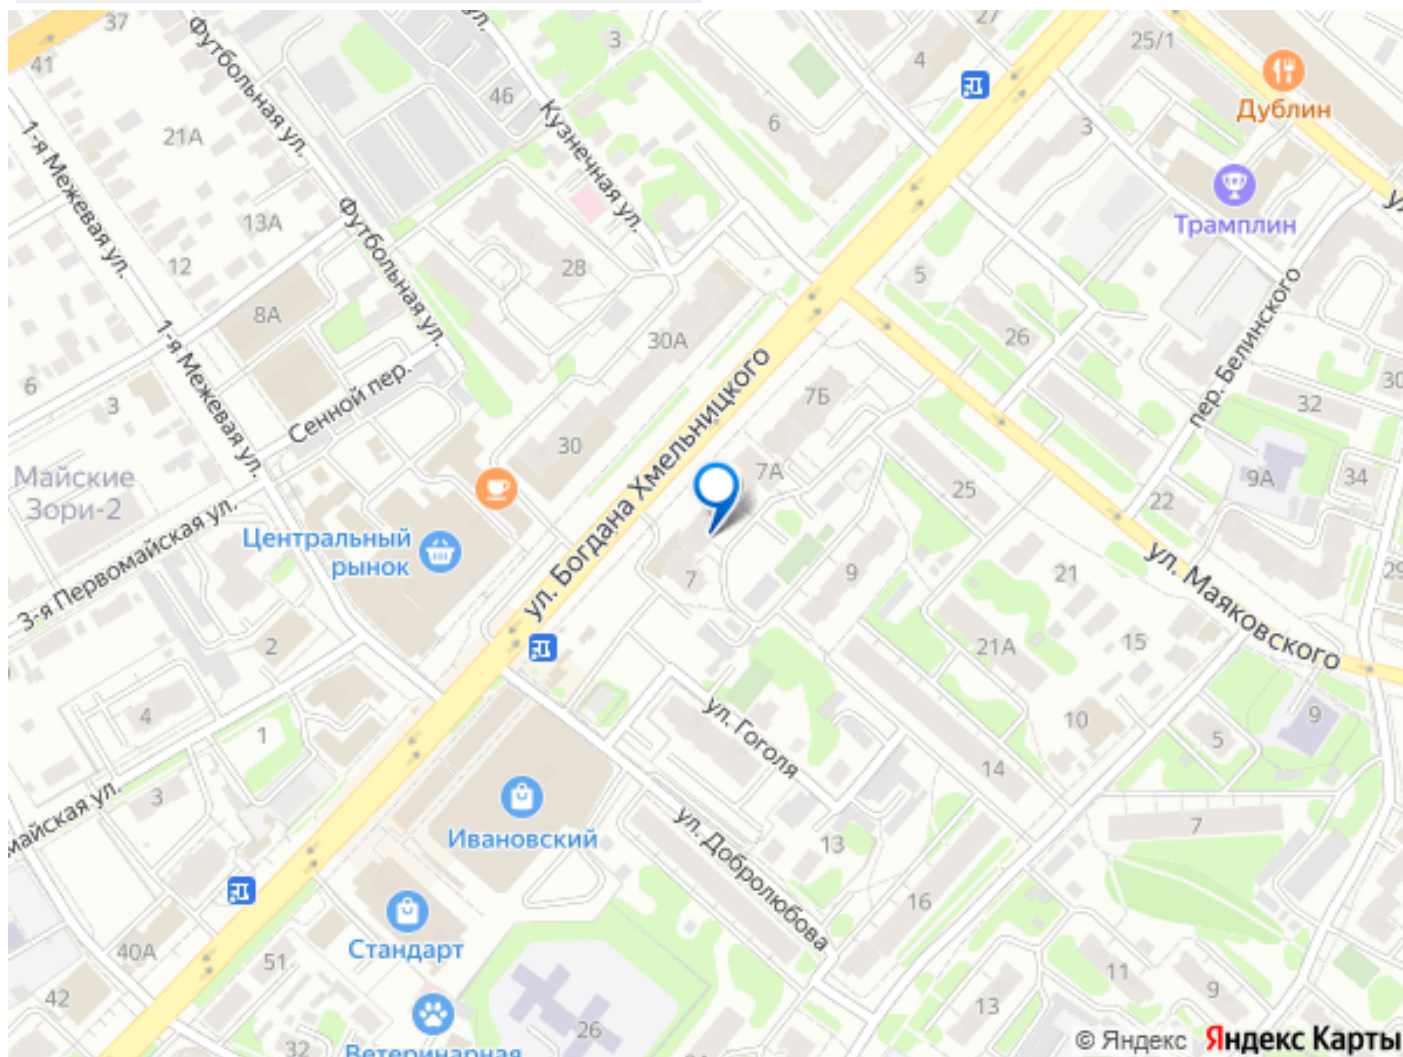 37
Футбольная ул.
ул.
27
25/1
3
4
41
Дублин
46
Кузнечная ул.
6
3
21А
1-я Межевая ул.
13А
Футбольная ул.
Трамплин
12
28
5
8А
26
30А
пер. Белинского
1-я Межевая ул.
6
3
Сенной пер.
7Б
32
30
30
ул. Богдана Хмельницкого
Майские
Зори-2
7А
25
9А
34
22
3-я Первомайская ул.
Центральный
рынок
7
9
21
ул. Маяковского
29
2
21А
15
4
1
ул. Гоголя
10
5
9
14
3
майская ул.
Ивановский
ул. Добролюбова
13
7
16
40А
Стандарт
51
11
9
42
13
26
32
Ветеринарная
© Яндекс Яндекс Карты